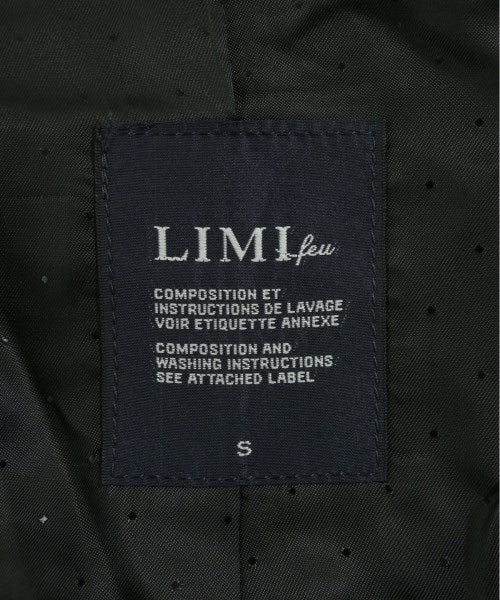 LIMI feu
COMPOSITION ET
INSTRUCTIONS DE LAVAGE
VOIR ETIQUETTE ANNEXE
COMPOSITION AND
WASHING INSTRUCTIONS
SEE ATTACHED LABEL
S